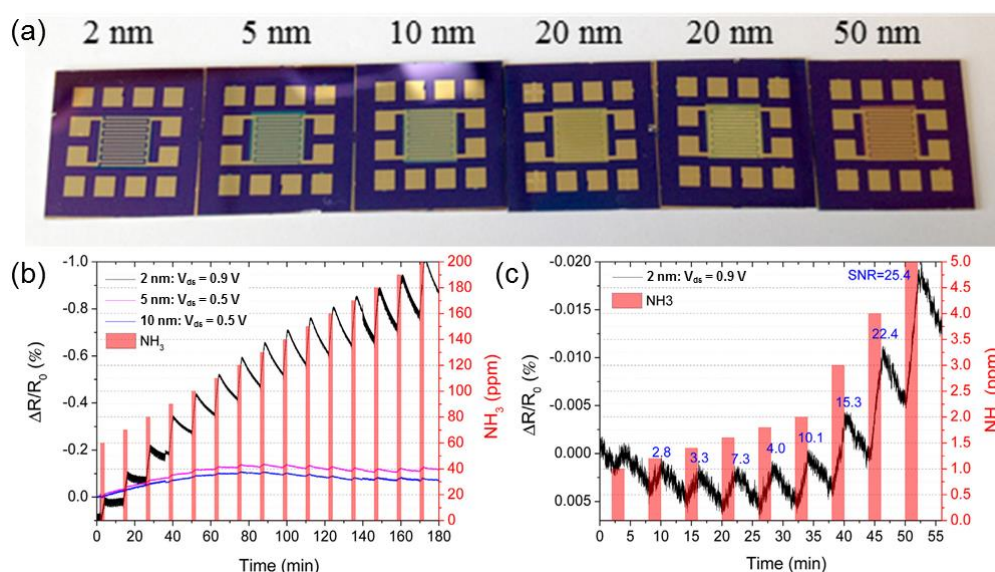 (a)
2 nm 5 nm 10 nm 20 nm 20 nm 50 nm
(b)
-1.0
-0.8
-0.6
-0.4
-0.2
0.0
ΔR/R₀ (%)
2 nm: Vds = 0.9 V
5 nm: Vds = 0.5 V
10 nm: Vds = 0.5 V
NH₃
200
180
160
140
120
100
80
60
40
20
0
NH₃ (ppm)
0 20 40 60 80 100 120 140 160 180
Time (min)
(c)
-0.020
-0.015
-0.010
-0.005
-0.000
0.005
ΔR/R₀ (%)
2 nm: Vds = 0.9 V
NH3
SNR=25.4
22.4
15.3
2.8 3.3 7.3 4.0 10.1
5.0
4.5
4.0
3.5
3.0
2.5
2.0
1.5
1.0
0.5
0.0
NH (ppm)
0 5 10 15 20 25 30 35 40 45 50 55
Time (min)